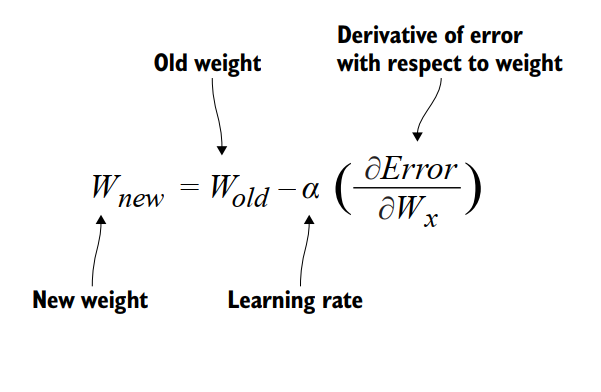 Derivative of error
with respect to weight
Old weight
W_new = W_old − α (∂Error / ∂W_x)
New weight
Learning rate